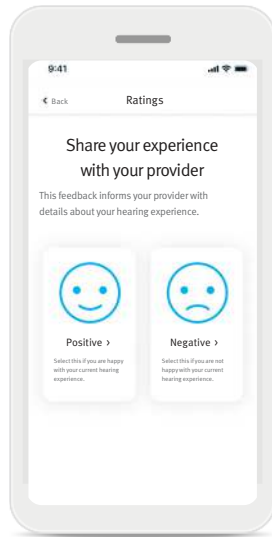 9:41
Back
Ratings
Share your experience
with your provider
This feedback informs your provider with
details about your hearing experience.
Positive ›
Negative ›
Select this if you are happy
with your current hearing
experience.
Select this if you are not
happy with your current
hearing experience.